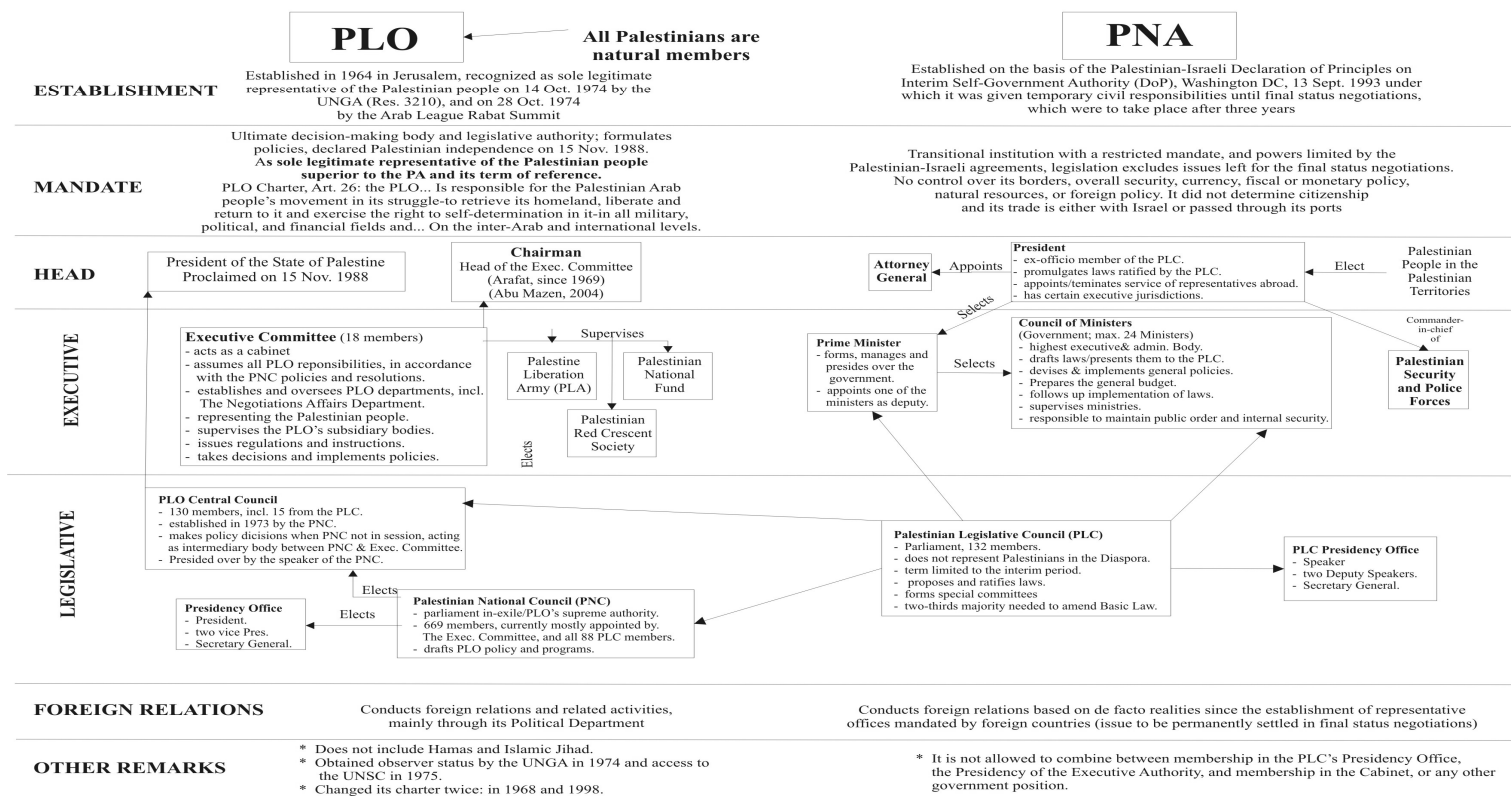 PLO
All Palestinians are
natural members
PNA
ESTABLISHMENT
Established in 1964 in Jerusalem, recognized as sole legitimate
representative of the Palestinian people on 14 Oct. 1974 by the
UNGA (Res. 3210), and on 28 Oct. 1974
by the Arab League Rabat Summit
Established on the basis of the Palestinian-Israeli Declaration of Principles on
Interim Self-Government Authority (DoP), Washington DC, 13 Sept. 1993 under
which it was given temporary civil responsibilities until final status negotiations,
which were to take place after three years
MANDATE
Ultimate decision-making body and legislative authority; formulates
policies, declared Palestinian independence on 15 Nov. 1988.
As sole legitimate representative of the Palestinian people
superior to the PA and its term of reference.
PLO Charter, Art. 26: the PLO... Is responsible for the Palestinian Arab
people's movement in its struggle-to retrieve its homeland, liberate and
return to it and exercise the right to self-determination in it-in all military,
political, and financial fields and... On the inter-Arab and international levels.
Transitional institution with a restricted mandate, and powers limited by the
Palestinian-Israeli agreements, legislation excludes issues left for the final status negotiations.
No control over its borders, overall security, currency, fiscal or monetary policy,
natural resources, or foreign policy. It did not determine citizenship
and its trade is either with Israel or passed through its ports
HEAD
President of the State of Palestine
Proclaimed on 15 Nov. 1988
Chairman
Head of the Exec. Committee
(Arafat, since 1969)
(Abu Mazen, 2004)
Attorney
General
Appoints
President
- ex-officio member of the PLC.
- promulgates laws ratified by the PLC.
- appoints/teminates service of representatives abroad.
- has certain executive jurisdictions.
Elect
Palestinian
People in the
Palestinian
Territories
EXECUTIVE
Executive Committee (18 members)
- acts as a cabinet
- assumes all PLO reponsibilities, in accordance
with the PNC policies and resolutions.
- establishes and oversees PLO departments, incl.
The Negotiations Affairs Department.
- representing the Palestinian people.
- supervises the PLO's subsidiary bodies.
- issues regulations and instructions.
- takes decisions and implements policies.
Supervises
Palestine
Liberation
Army (PLA)
Palestinian
National
Fund
Palestinian
Red Crescent
Society
Elects
Selects
Prime Minister
- forms, manages and
presides over the
government.
- appoints one of the
ministers as deputy.
Selects
Council of Ministers
(Government; max. 24 Ministers)
- highest executive& admin. Body.
- drafts laws/presents them to the PLC.
- devises & implements general policies.
- Prepares the general budget.
- follows up implementation of laws.
- supervises ministries.
- responsible to maintain public order and internal security.
Commander-
in-chief
of
Palestinian
Security
and Police
Forces
LEGISLATIVE
PLO Central Council
- 130 members, incl. 15 from the PLC.
- established in 1973 by the PNC.
- makes policy dicisions when PNC not in session, acting
as intermediary body between PNC & Exec. Committee.
- Presided over by the speaker of the PNC.
Elects
Presidency Office
- President.
- two vice Pres.
- Secretary General.
Elects
Palestinian National Council (PNC)
- parliament in-exile/PLO's supreme authority.
- 669 members, currently mostly appointed by.
The Exec. Committee, and all 88 PLC members.
- drafts PLO policy and programs.
Palestinian Legislative Council (PLC)
- Parliament, 132 members.
- does not represent Palestinians in the Diaspora.
- term limited to the interim period.
- proposes and ratifies laws.
- forms special committees
- two-thirds majority needed to amend Basic Law.
PLC Presidency Office
- Speaker
- two Deputy Speakers.
- Secretary General.
FOREIGN RELATIONS
Conducts foreign relations and related activities,
mainly through its Political Department
Conducts foreign relations based on de facto realities since the establishment of representative
offices mandated by foreign countries (issue to be permanently settled in final status negotiations)
OTHER REMARKS
* Does not include Hamas and Islamic Jihad.
* Obtained observer status by the UNGA in 1974 and access to
the UNSC in 1975.
* Changed its charter twice: in 1968 and 1998.
* It is not allowed to combine between membership in the PLC's Presidency Office,
the Presidency of the Executive Authority, and membership in the Cabinet, or any other
government position.